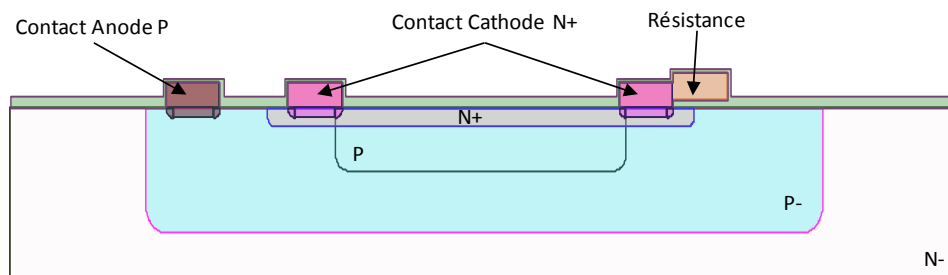 Contact Anode P
Contact Cathode N+
Résistance
N+
P
P-
N-